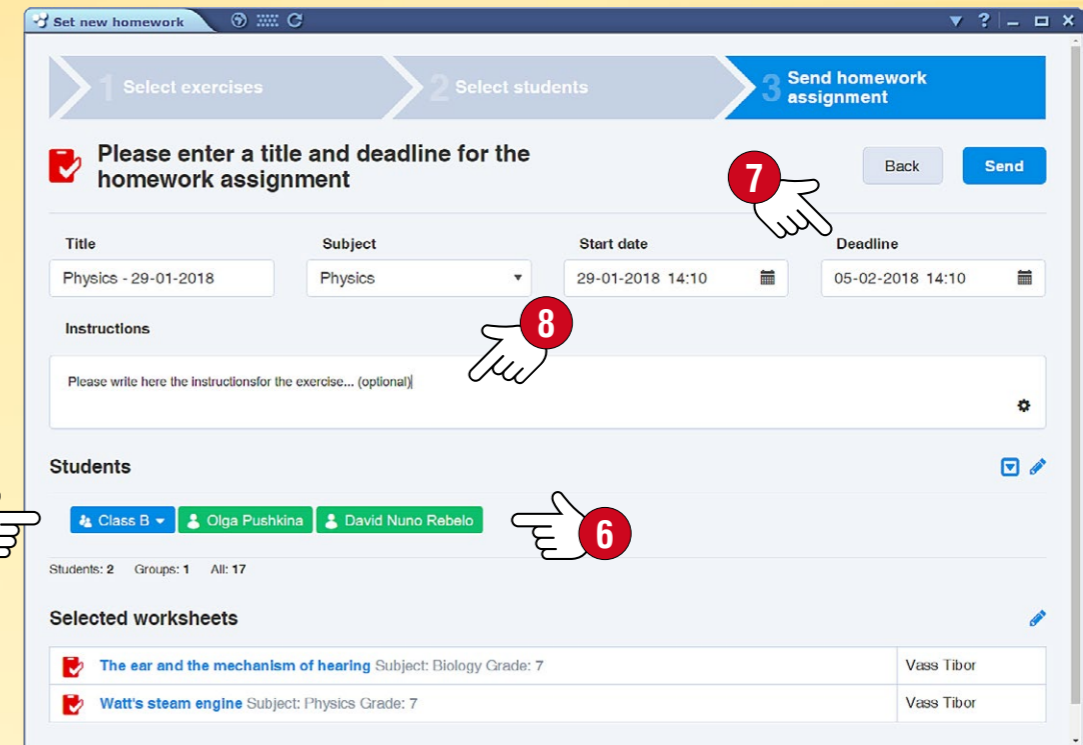 Set new homework
?
1 Select exercises
2 Select students
3 Send homework
assignment
Please enter a title and deadline for the
homework assignment
7
Back
Send
Title
Subject
Start date
Deadline
Physics - 29-01-2018
Physics
29-01-2018 14:10
05-02-2018 14:10
Instructions
8
Please write here the instructionsfor the exercise... (optional)
Students
Class B
Olga Pushkina
David Nuno Rebelo
6
Students: 2 Groups: 1 All: 17
Selected worksheets
The ear and the mechanism of hearing Subject: Biology Grade: 7
Vass Tibor
Watt's steam engine Subject: Physics Grade: 7
Vass Tibor